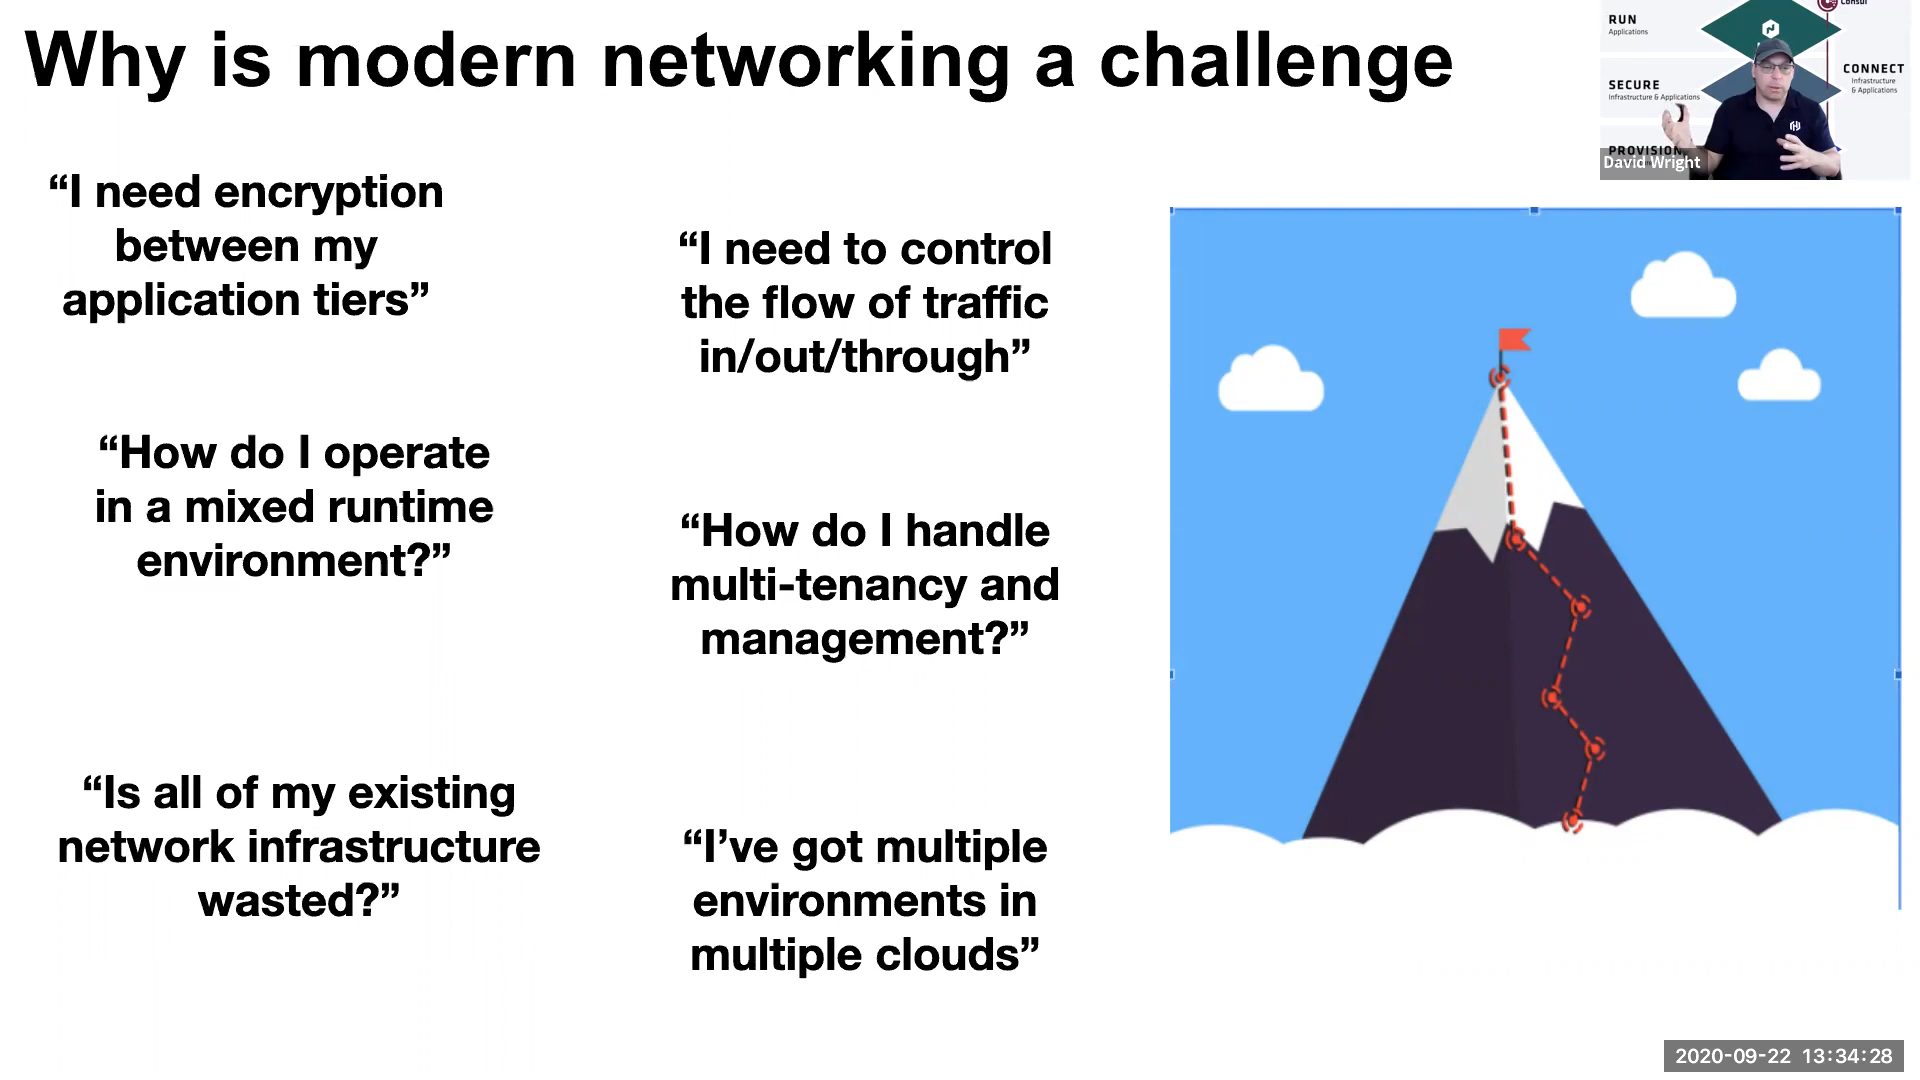 Why is modern networking a challenge
“I need encryption
between my
application tiers”
“I need to control
the flow of traffic
in/out/through”
“How do I operate
in a mixed runtime
environment?”
“How do I handle
multi-tenancy and
management?”
“Is all of my existing
network infrastructure
wasted?”
“I’ve got multiple
environments in
multiple clouds”
Consul
RUN
Applications
SECURE
Infrastructure & Applications
CONNECT
Infrastructure
& Applications
PROVISION
David Wright
2020-09-22 13:34:28